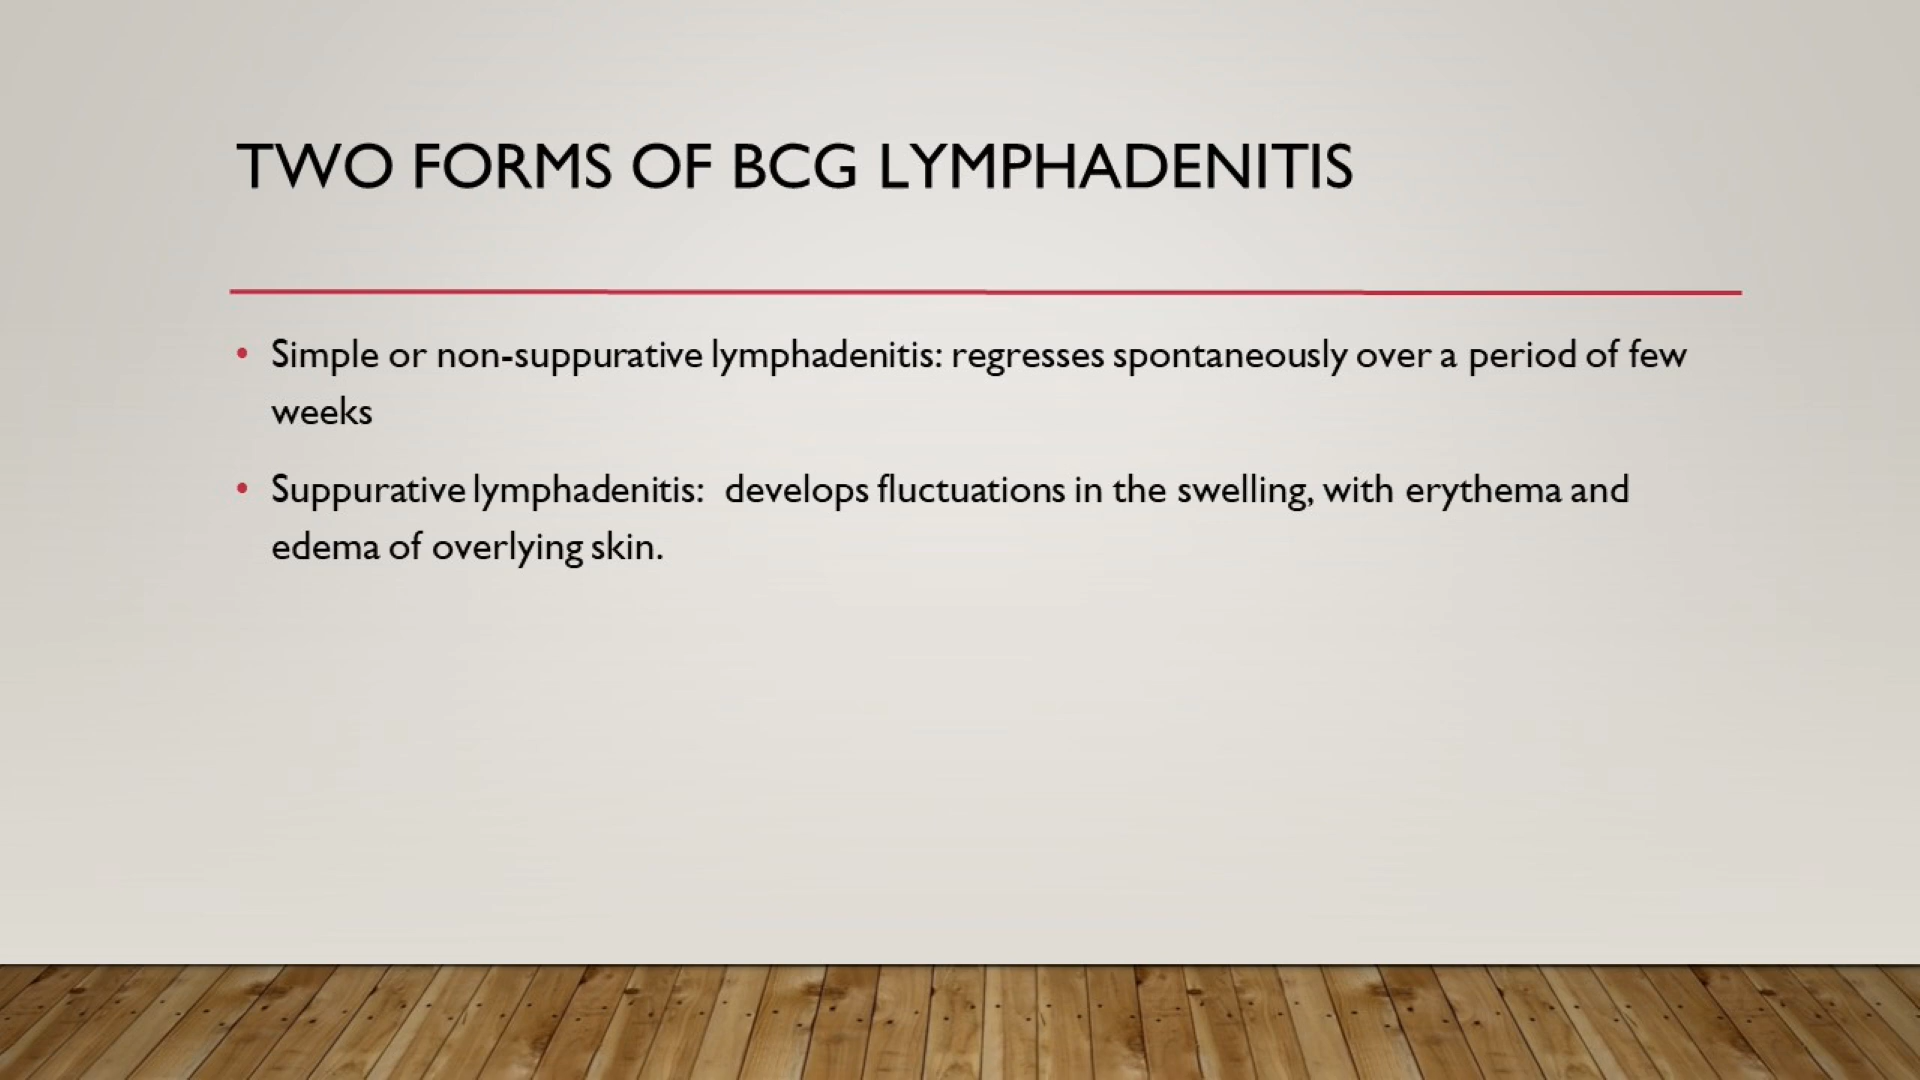 TWO FORMS OF BCG LYMPHADENITIS
• Simple or non-suppurative lymphadenitis: regresses spontaneously over a period of few
weeks
• Suppurative lymphadenitis:  develops fluctuations in the swelling, with erythema and
edema of overlying skin.